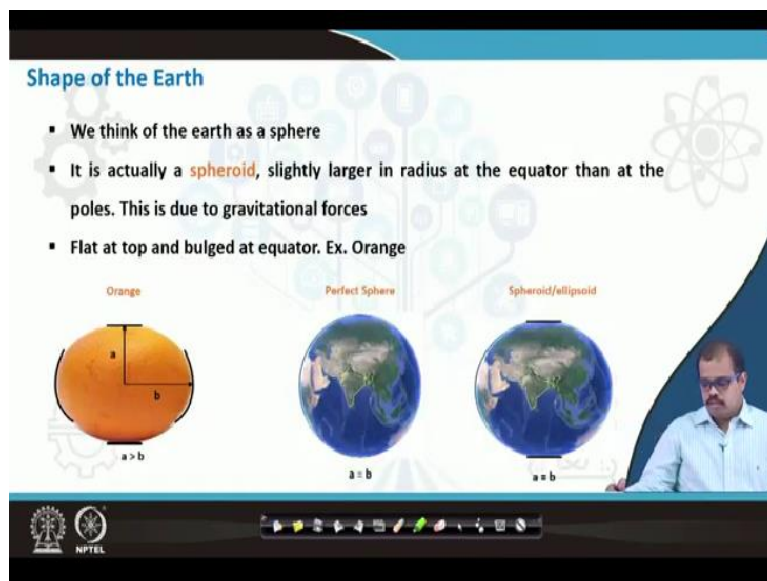 Shape of the Earth
▪ We think of the earth as a sphere
▪ It is actually a spheroid, slightly larger in radius at the equator than at the
poles. This is due to gravitational forces
▪ Flat at top and bulged at equator. Ex. Orange
Orange
Perfect Sphere
Spheroid/ellipsoid
a
b
a > b
a = b
a = b
NPTEL